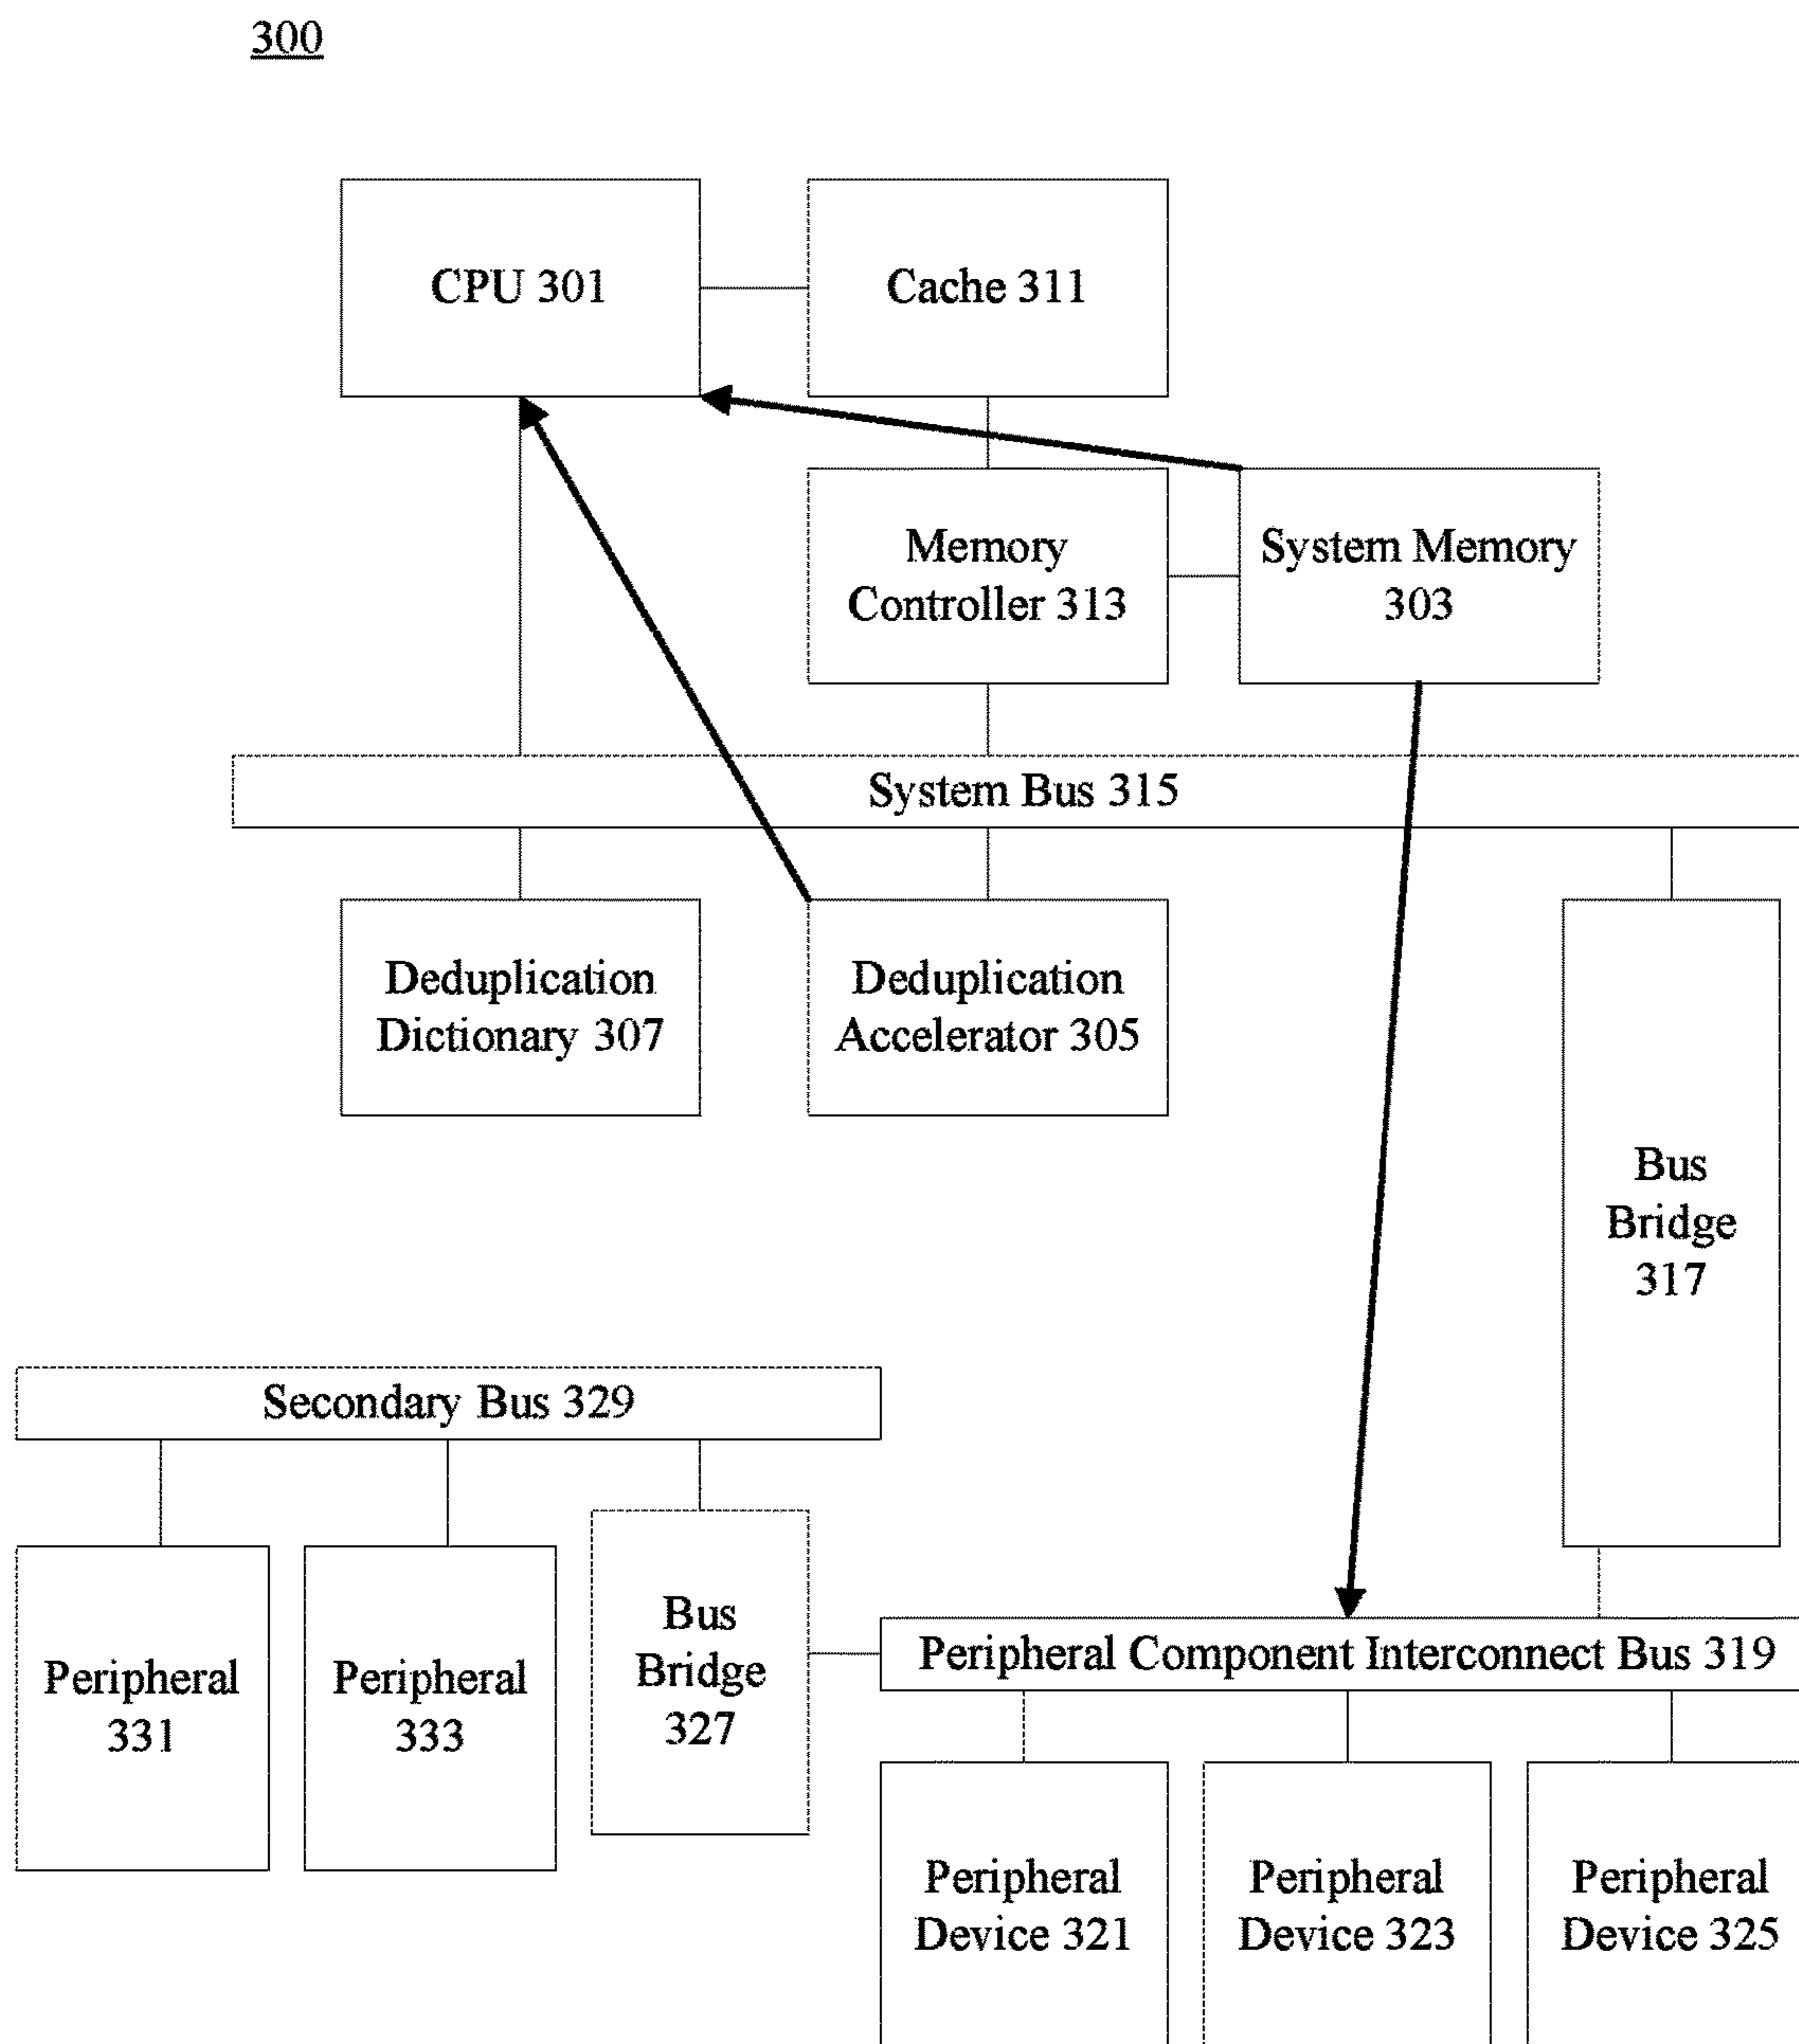 300
CPU 301
Cache 311
Memory
Controller 313
System Memory
303
System Bus 315
Deduplication
Dictionary 307
Deduplication
Accelerator 305
Bus
Bridge
317
Secondary Bus 329
Peripheral
331
Peripheral
333
Bus
Bridge
327
Peripheral Component Interconnect Bus 319
Peripheral
Device 321
Peripheral
Device 323
Peripheral
Device 325